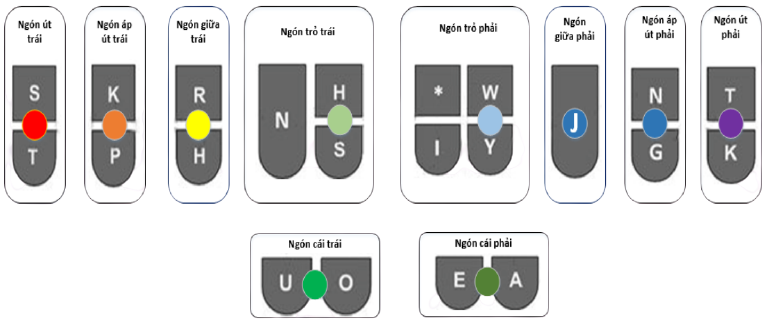 Ngón út trái
Ngón áp út trái
Ngón giữa trái
Ngón trỏ trái
Ngón trỏ phải
Ngón giữa phải
Ngón áp út phải
Ngón út phải
S K R H * W N T
N J
T P H S I Y G K
Ngón cái trái
Ngón cái phải
U O E A